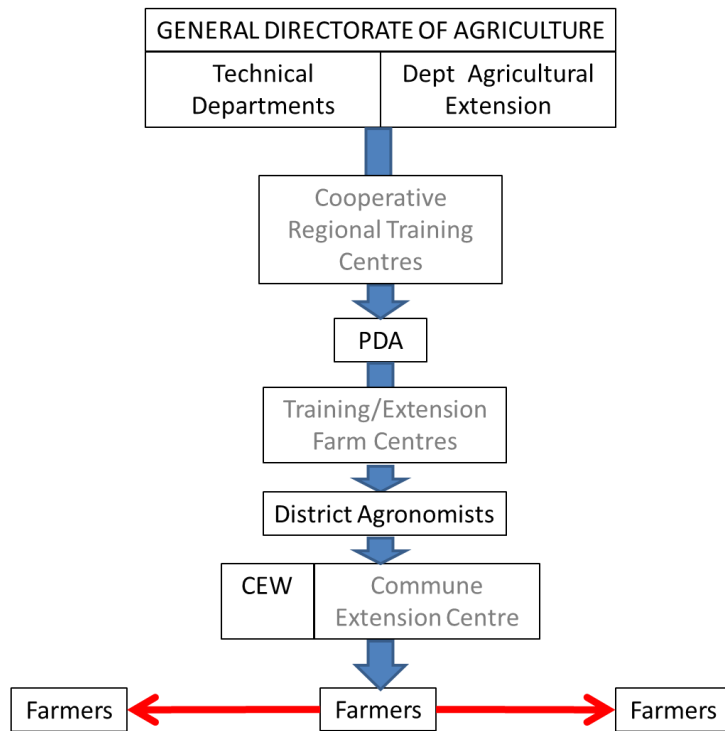 GENERAL DIRECTORATE OF AGRICULTURE
Technical
Departments
Dept Agricultural
Extension
Cooperative
Regional Training
Centres
PDA
Training/Extension
Farm Centres
District Agronomists
CEW
Commune
Extension Centre
Farmers
Farmers
Farmers